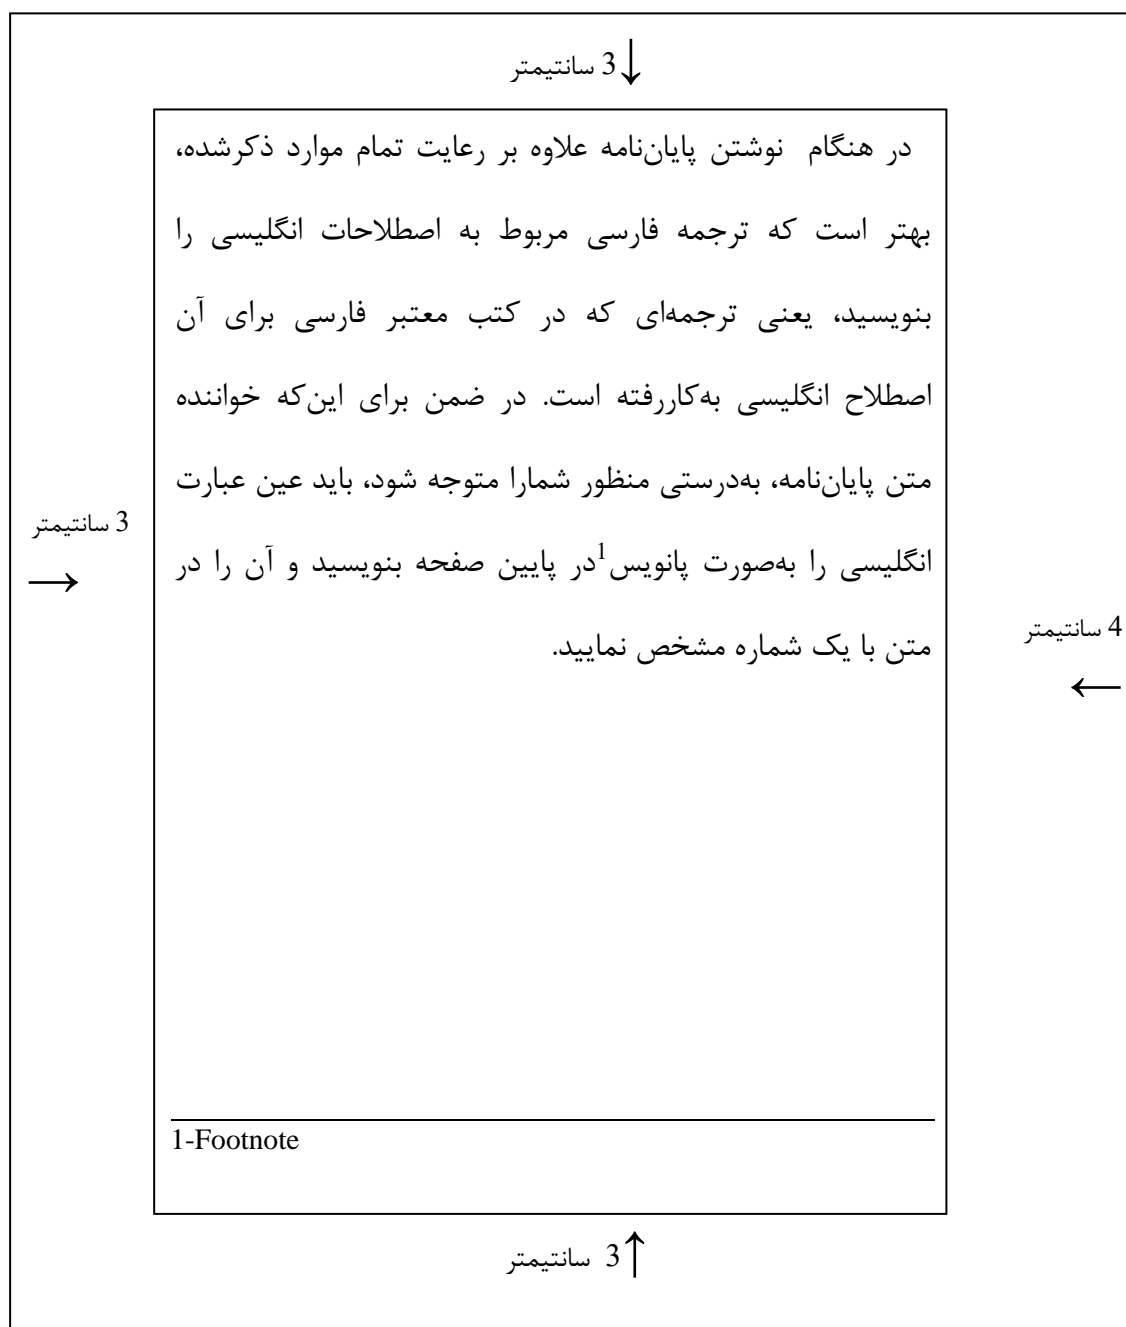 3 سانتیمتر
در هنگام نوشتن پایان‌نامه علاوه بر رعایت تمام موارد ذکرشده،
بهتر است که ترجمه فارسی مربوط به اصطلاحات انگلیسی را
بنویسید، یعنی ترجمه‌ای که در کتب معتبر فارسی برای آن
اصطلاح انگلیسی به‌کاررفته است. در ضمن برای این‌که خواننده
متن پایان‌نامه، به‌درستی منظور شمارا متوجه شود، باید عین عبارت
انگلیسی را به‌صورت پانویس1در پایین صفحه بنویسید و آن را در
متن با یک شماره مشخص نمایید.
3 سانتیمتر
4 سانتیمتر
1-Footnote
3 سانتیمتر